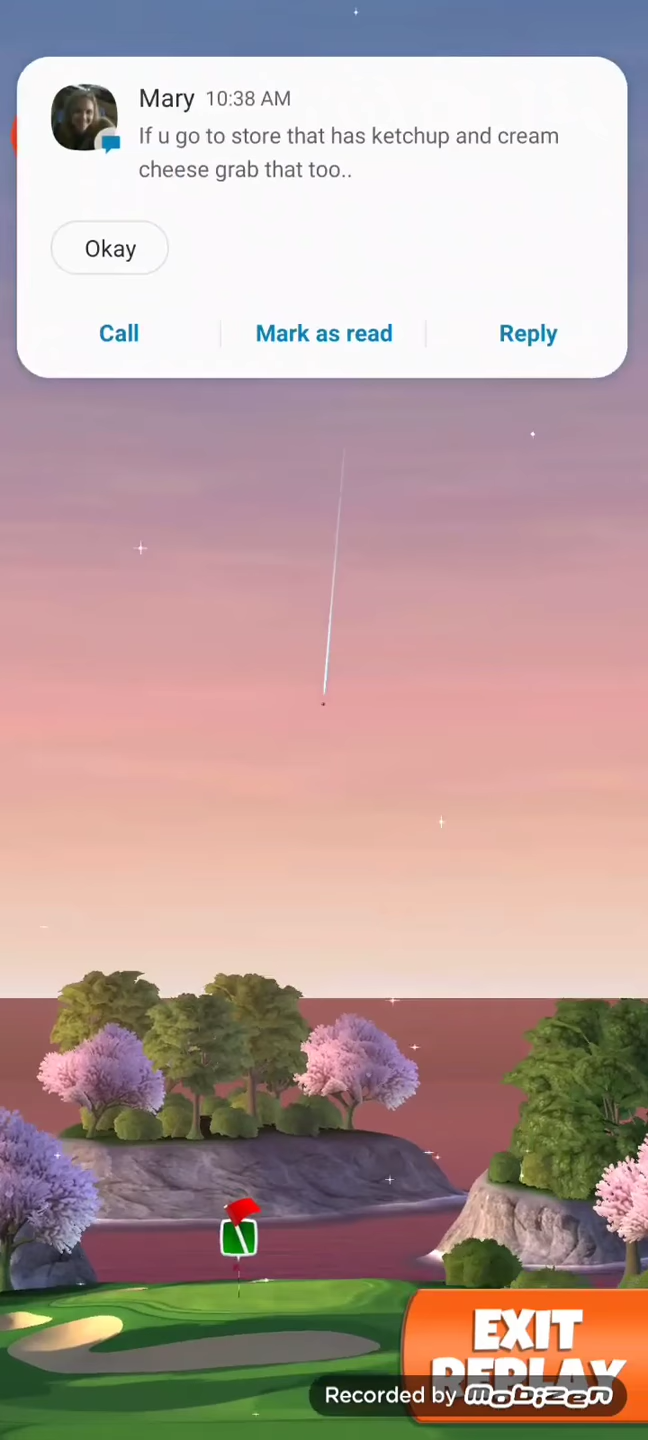 Mary 10:38 AM
If u go to store that has ketchup and cream
cheese grab that too..
Okay
Call Mark as read Reply
EXIT
REPLAY
Recorded by mobizen